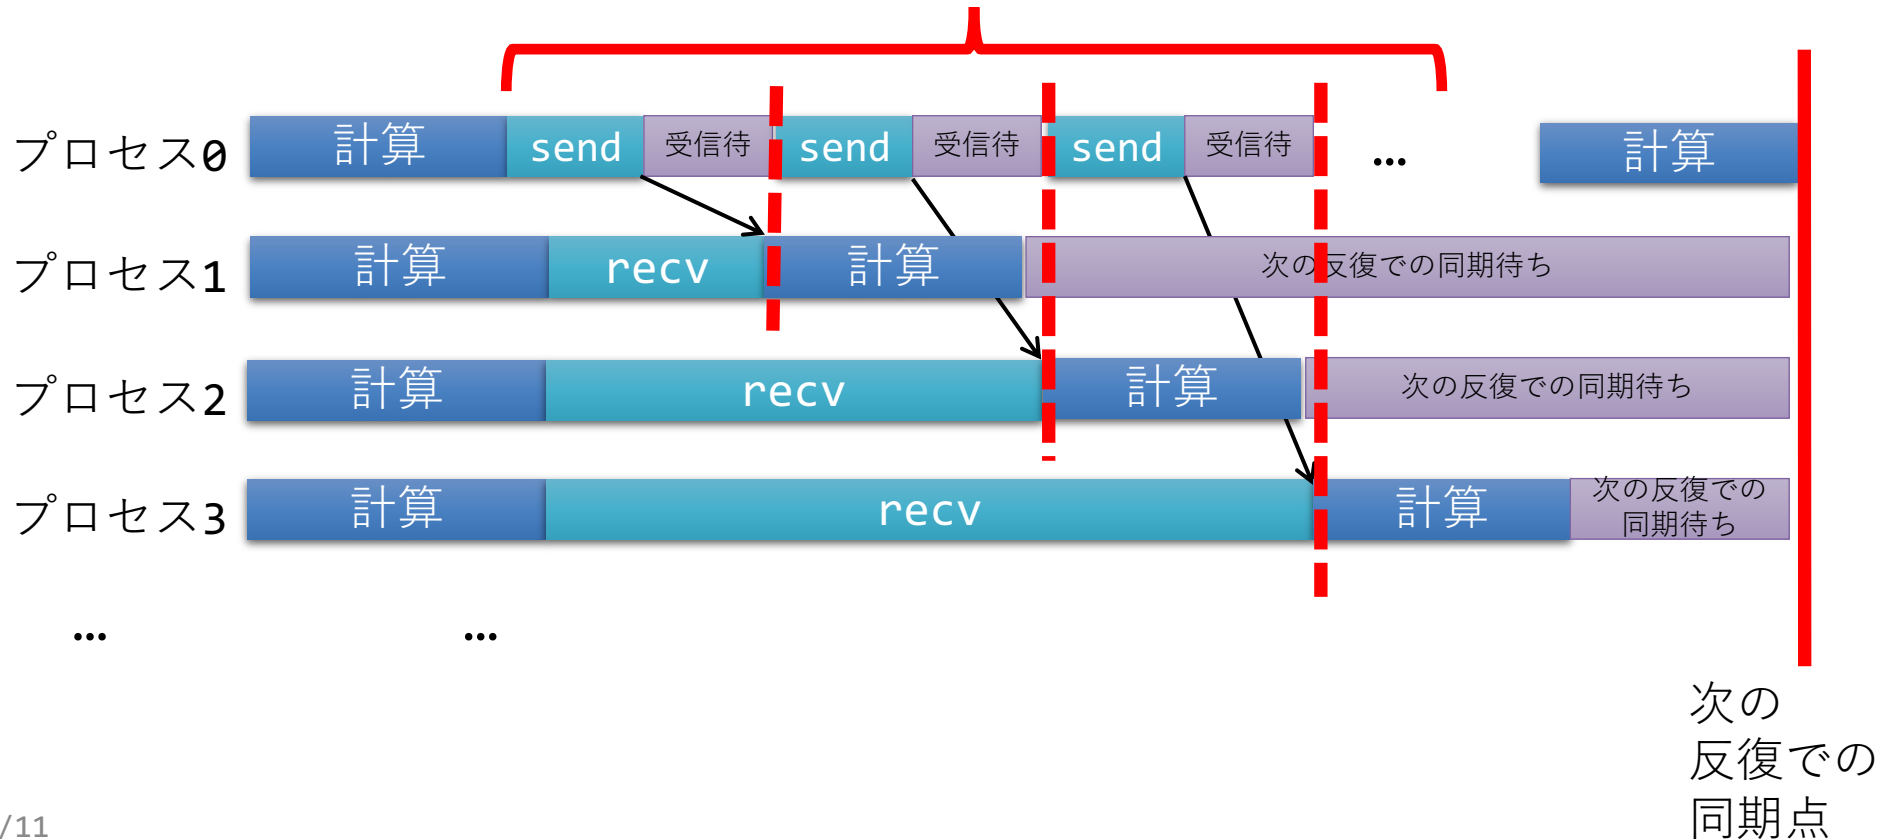 プロセス0 計算 send 受信待 send 受信待 send 受信待 … 計算
プロセス1 計算 recv 計算 次の反復での同期待ち
プロセス2 計算 recv 計算 次の反復での同期待ち
プロセス3 計算 recv 計算 次の反復での
同期待ち
… …
次の
反復での
同期点
/11